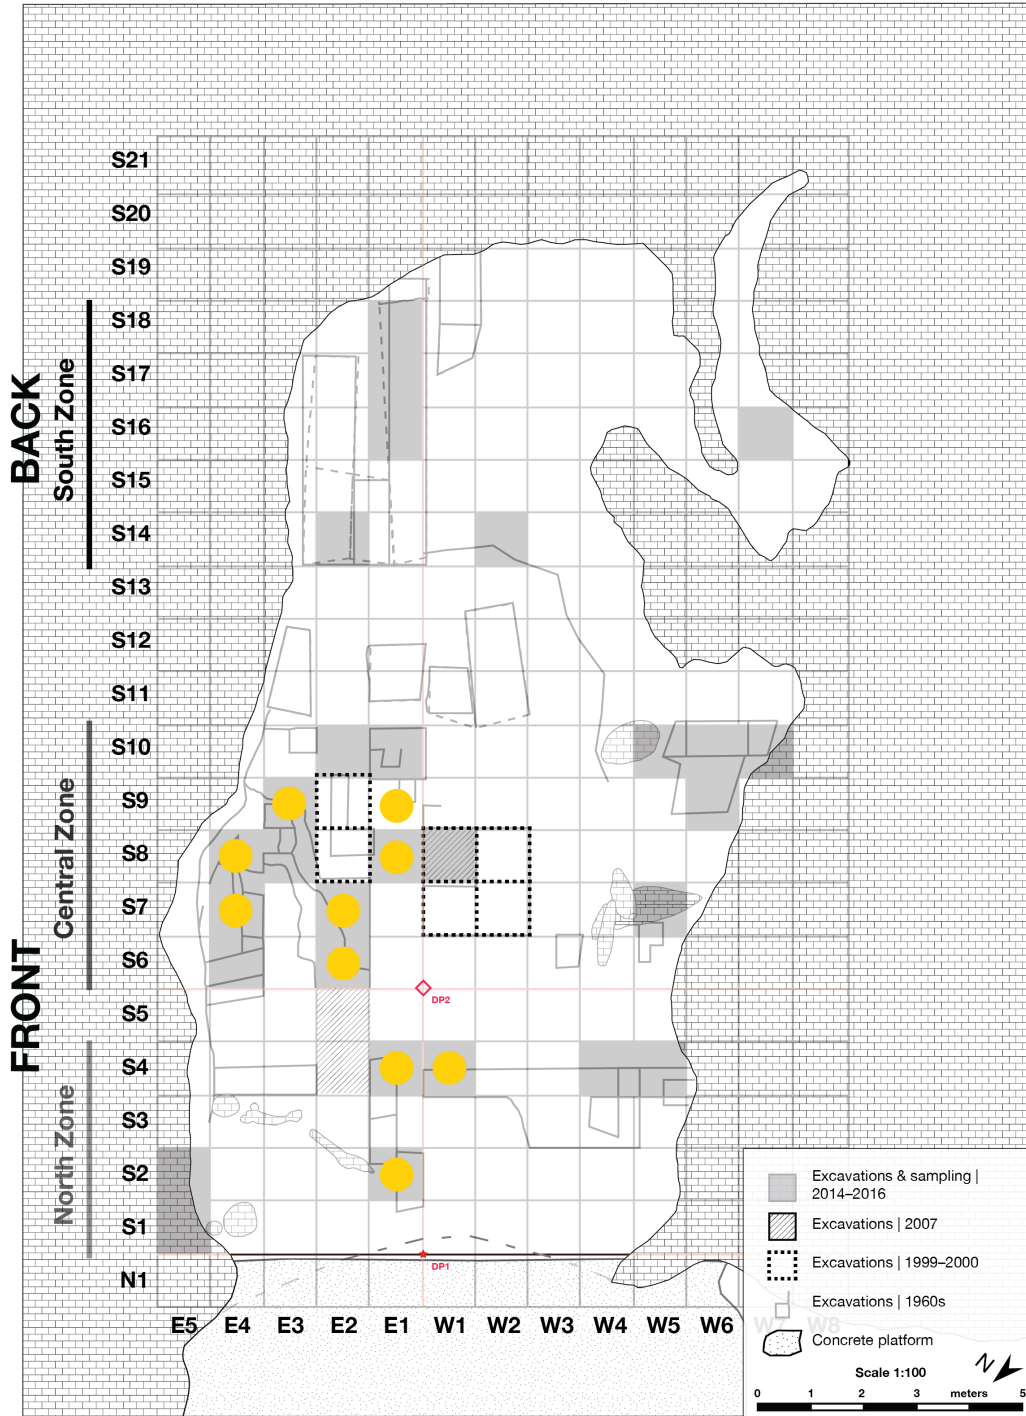 S21
S20
S19
S18
S17
S16
S15
S14
S13
S12
S11
S10
S9
S8
S7
S6
S5
S4
S3
S2
S1
N1
BACK
South Zone
Central Zone
FRONT
North Zone
DP2
DP1
E5 E4 E3 E2 E1 W1 W2 W3 W4 W5 W6 W7 W8
Excavations & sampling |
2014–2016
Excavations | 2007
Excavations | 1999–2000
Excavations | 1960s
Concrete platform
N
Scale 1:100
0 1 2 3 meters 5